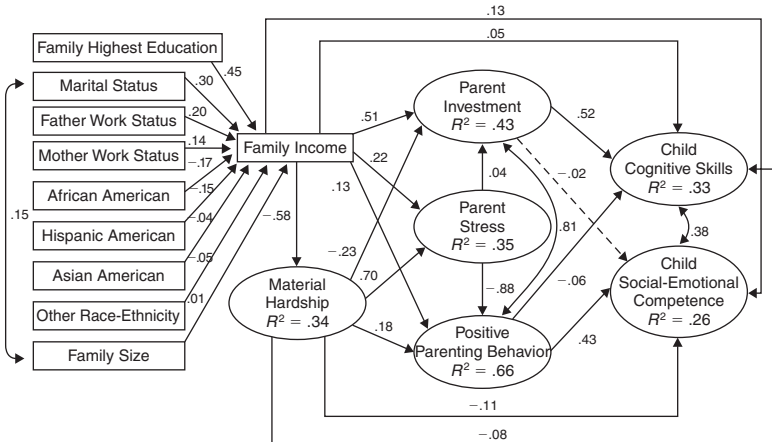 .13
.05
Family Highest Education
.45
Marital Status
.30
Father Work Status
.20
Mother Work Status
.14
African American
-.17
Hispanic American
-.15
Asian American
-.04
Other Race-Ethnicity
-.05
Family Size
.01
.15
Family Income
.51
.22
.13
-.58
Material
Hardship
R² = .34
-.23
.70
.18
Parent
Investment
R² = .43
.04
Parent
Stress
R² = .35
-.88
Positive
Parenting Behavior
R² = .66
.52
-.02
.81
-.06
.43
Child
Cognitive Skills
R² = .33
.38
Child
Social-Emotional
Competence
R² = .26
-.11
-.08